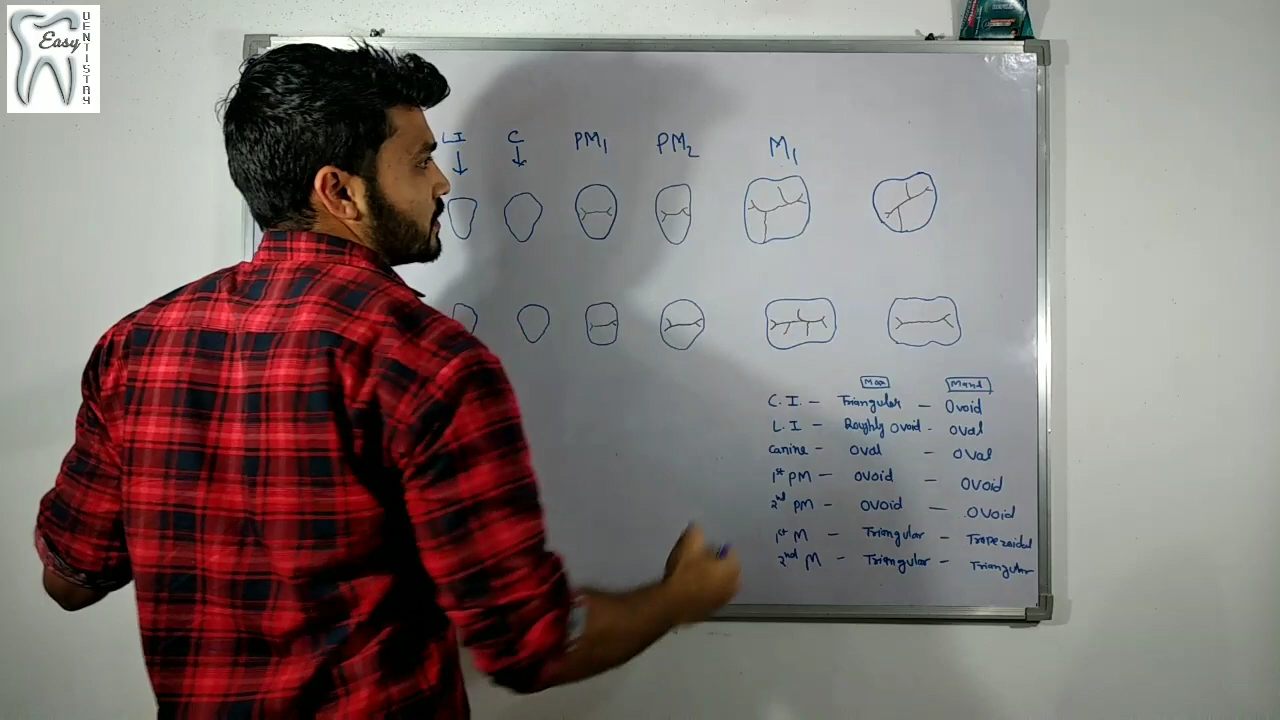 Easy
DENTISTRY
LI C PM1 PM2 M1
Max Mand
C.I. - Triangular - Ovoid
L.I - Roughly Ovoid - Oval
Canine - Oval - Oval
1st PM - Ovoid - Ovoid
2nd PM - Ovoid - Ovoid
1st M - Triangular - Trapezoidal
2nd M - Triangular - Triangular